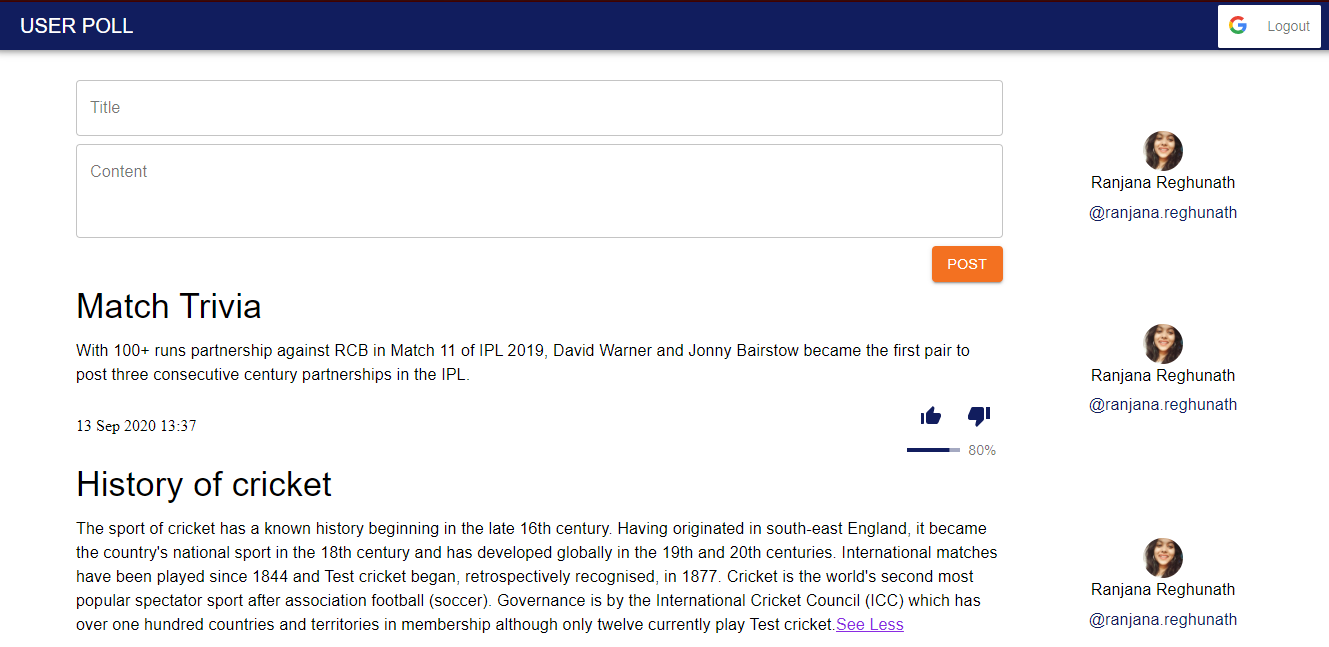 USER POLL
Logout
Title
Content
Ranjana Reghunath
@ranjana.reghunath
POST
Match Trivia
With 100+ runs partnership against RCB in Match 11 of IPL 2019, David Warner and Jonny Bairstow became the first pair to
post three consecutive century partnerships in the IPL.
Ranjana Reghunath
@ranjana.reghunath
13 Sep 2020 13:37
80%
History of cricket
The sport of cricket has a known history beginning in the late 16th century. Having originated in south-east England, it became
the country's national sport in the 18th century and has developed globally in the 19th and 20th centuries. International matches
have been played since 1844 and Test cricket began, retrospectively recognised, in 1877. Cricket is the world's second most
popular spectator sport after association football (soccer). Governance is by the International Cricket Council (ICC) which has
over one hundred countries and territories in membership although only twelve currently play Test cricket.See Less
Ranjana Reghunath
@ranjana.reghunath